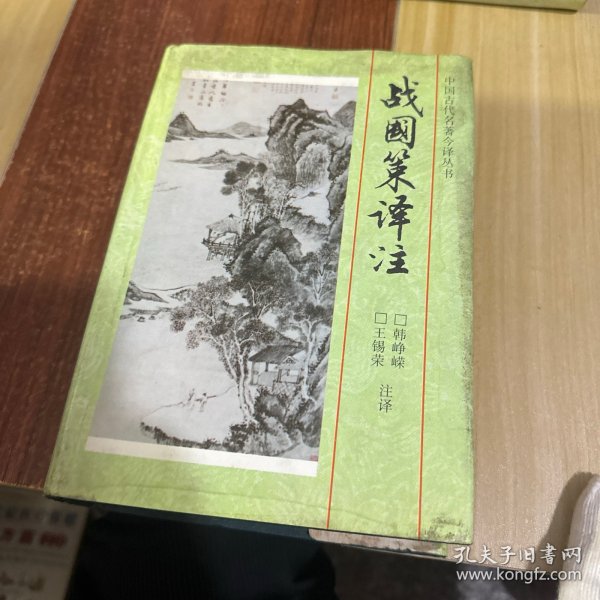 中国古代名著今译丛书
战國策译注
□韩峥嵘
□王锡荣
注译
孔夫子旧书网
www.kongfz.com